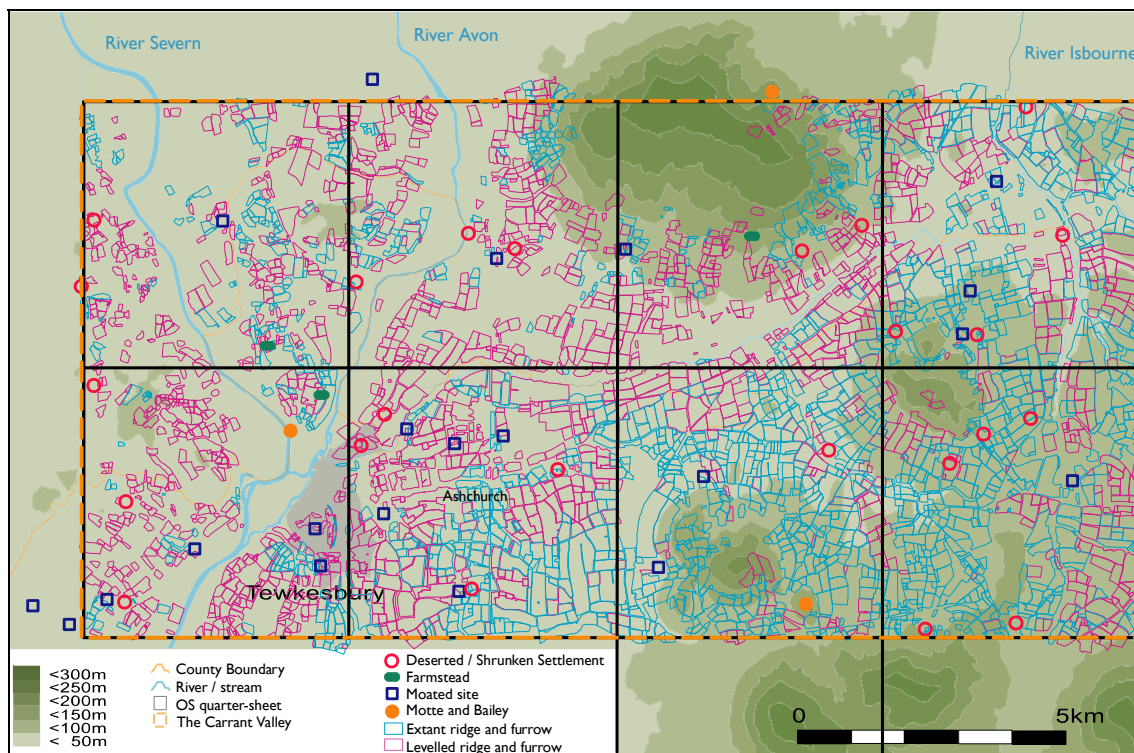 River Severn
River Avon
River Isbourne
Ashchurch
Tewkesbury
<300m
<250m
<200m
<150m
<100m
< 50m
County Boundary
River / stream
OS quarter-sheet
The Carrant Valley
Deserted / Shrunken Settlement
Farmstead
Moated site
Motte and Bailey
Extant ridge and furrow
Levelled ridge and furrow
0
5km